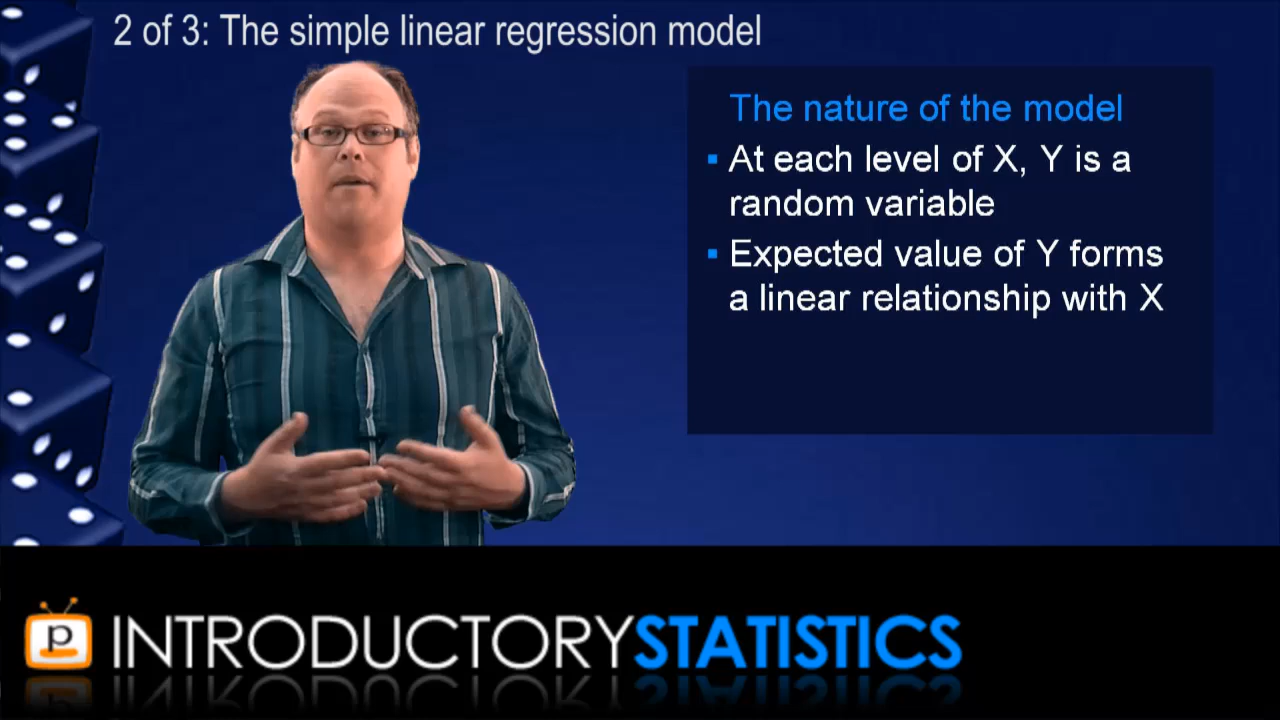 2 of 3: The simple linear regression model
The nature of the model
▪ At each level of X, Y is a
random variable
▪ Expected value of Y forms
a linear relationship with X
p
INTRODUCTORYSTATISTICS